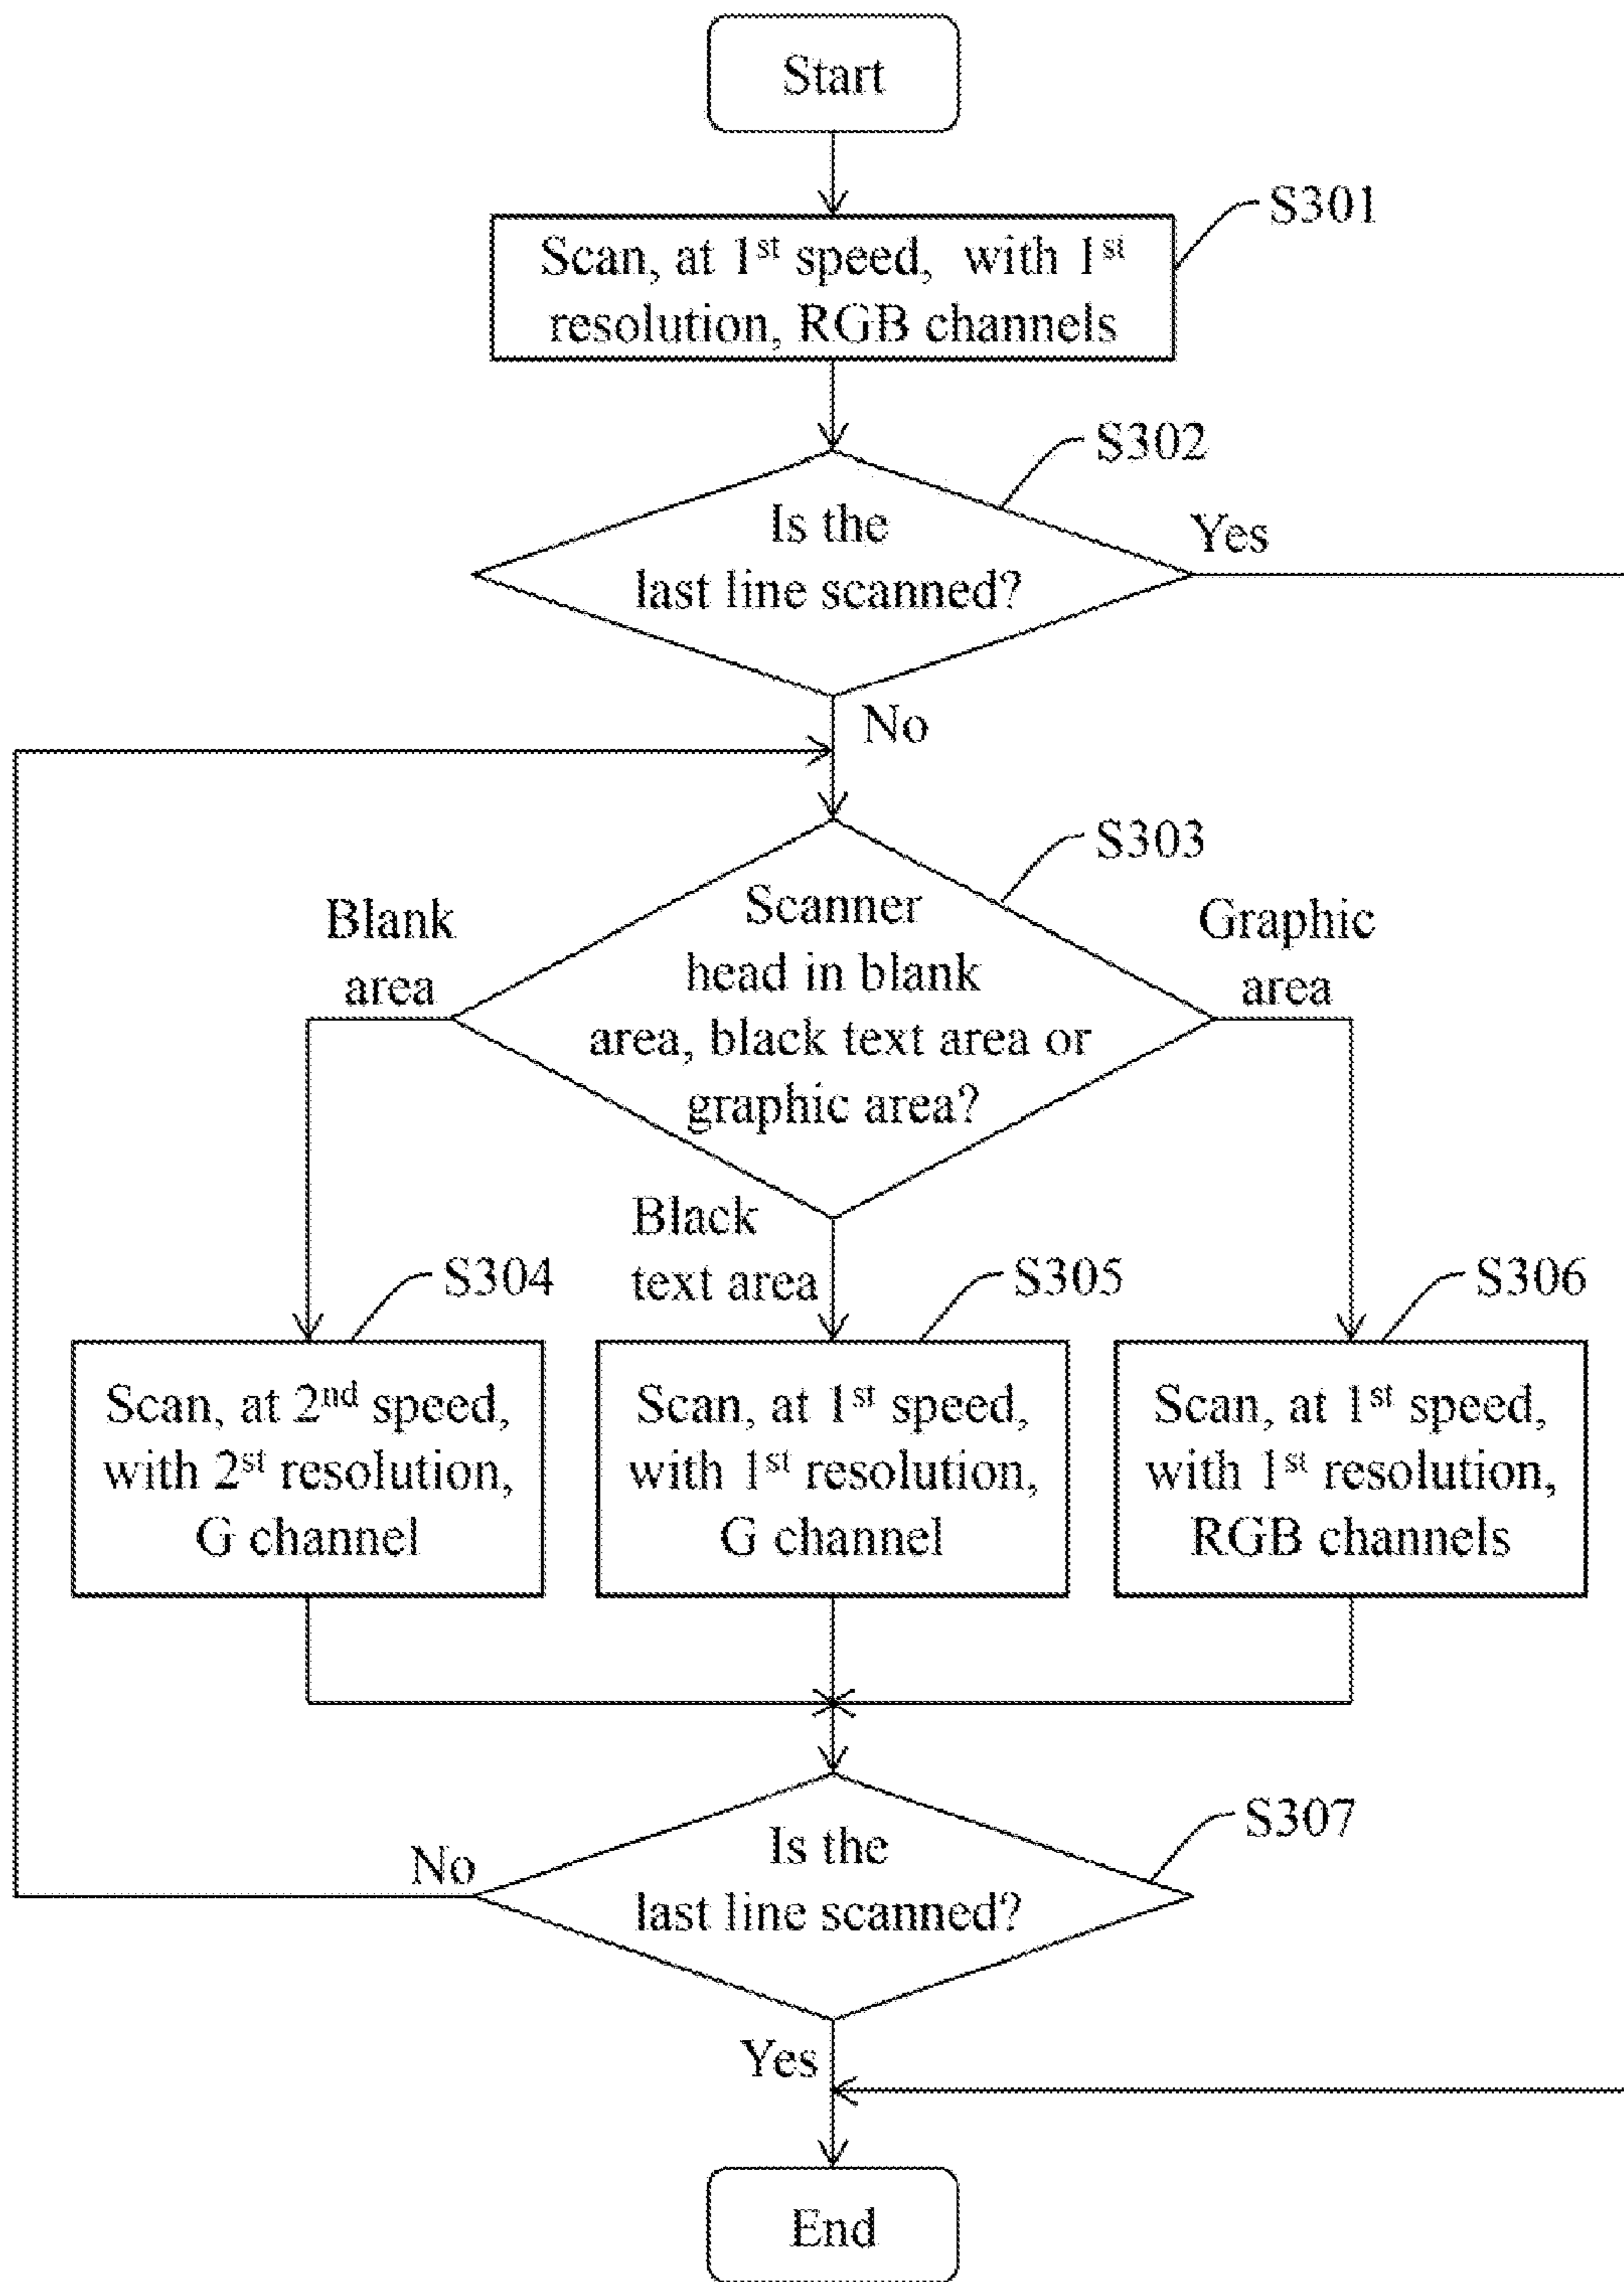 Start
S301
Scan, at 1st speed, with 1st
resolution, RGB channels
S302
Is the
last line scanned?
Yes
No
S303
Scanner
head in blank
area, black text area or
graphic area?
Blank
area
Graphic
area
Black
text area
S304
S305
S306
Scan, at 2nd speed,
with 2st resolution,
G channel
Scan, at 1st speed,
with 1st resolution,
G channel
Scan, at 1st speed,
with 1st resolution,
RGB channels
S307
Is the
last line scanned?
No
Yes
End